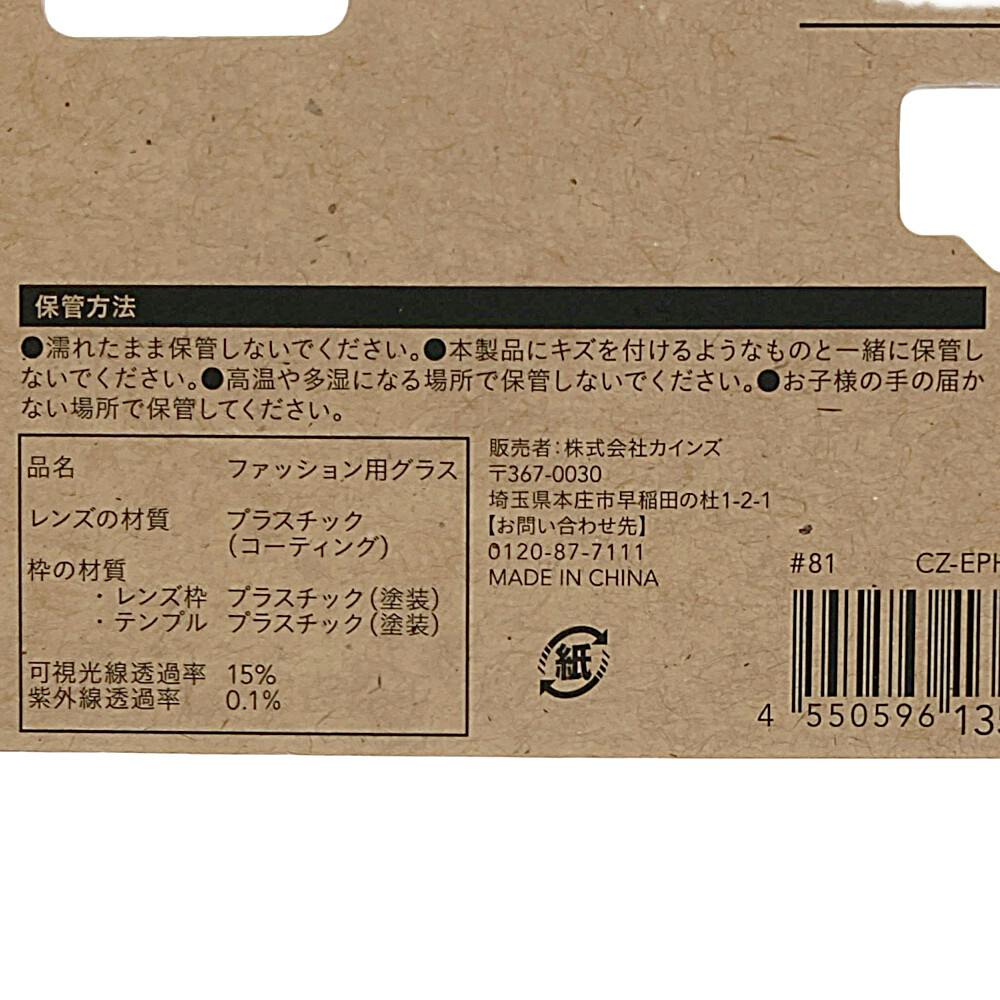 保管方法
●濡れたまま保管しないでください。●本製品にキズを付けるようなものと一緒に保管し
ないでください。●高温や多湿になる場所で保管しないでください。●お子様の手の届か
ない場所で保管してください。
品名 ファッション用グラス
レンズの材質 プラスチック
(コーティング)
枠の材質
・レンズ枠 プラスチック(塗装)
・テンプル プラスチック(塗装)
可視光線透過率 15%
紫外線透過率 0.1%
販売者:株式会社カインズ
〒367-0030
埼玉県本庄市早稲田の杜1-2-1
【お問い合わせ先】
0120-87-7111
MADE IN CHINA
紙
#81 CZ-EPH
4 550596 135